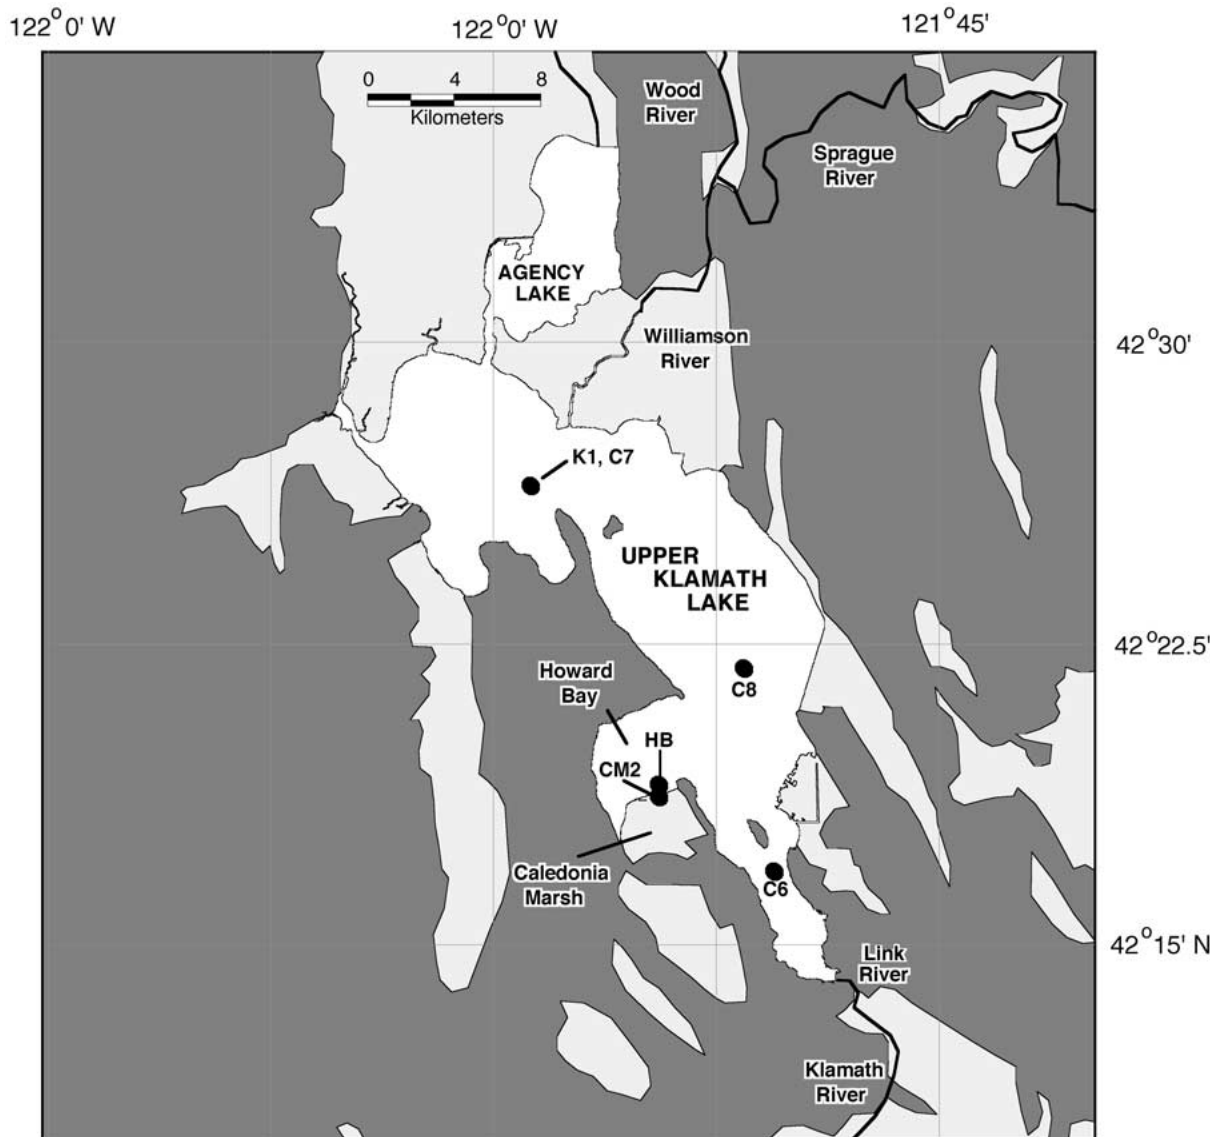 122°0' W
122°0' W
121°45'
0 4 8
Kilometers
Wood
River
Sprague
River
AGENCY
LAKE
Williamson
River
42°30'
K1, C7
UPPER
KLAMATH
LAKE
42°22.5'
Howard
Bay
C8
HB
CM2
Caledonia
Marsh
C6
Link
River
42°15' N
Klamath
River